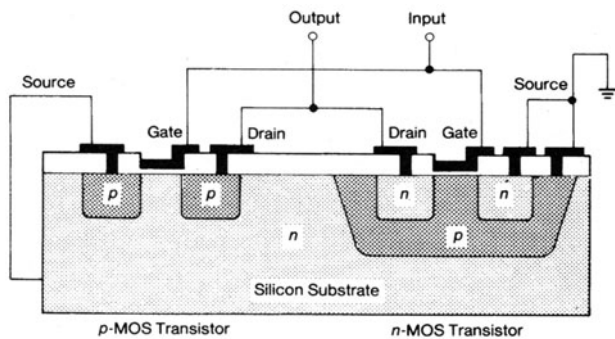 Output
Input
Source
Source
Gate
Drain
Drain
Gate
p
p
n
n
n
p
Silicon Substrate
p-MOS Transistor
n-MOS Transistor